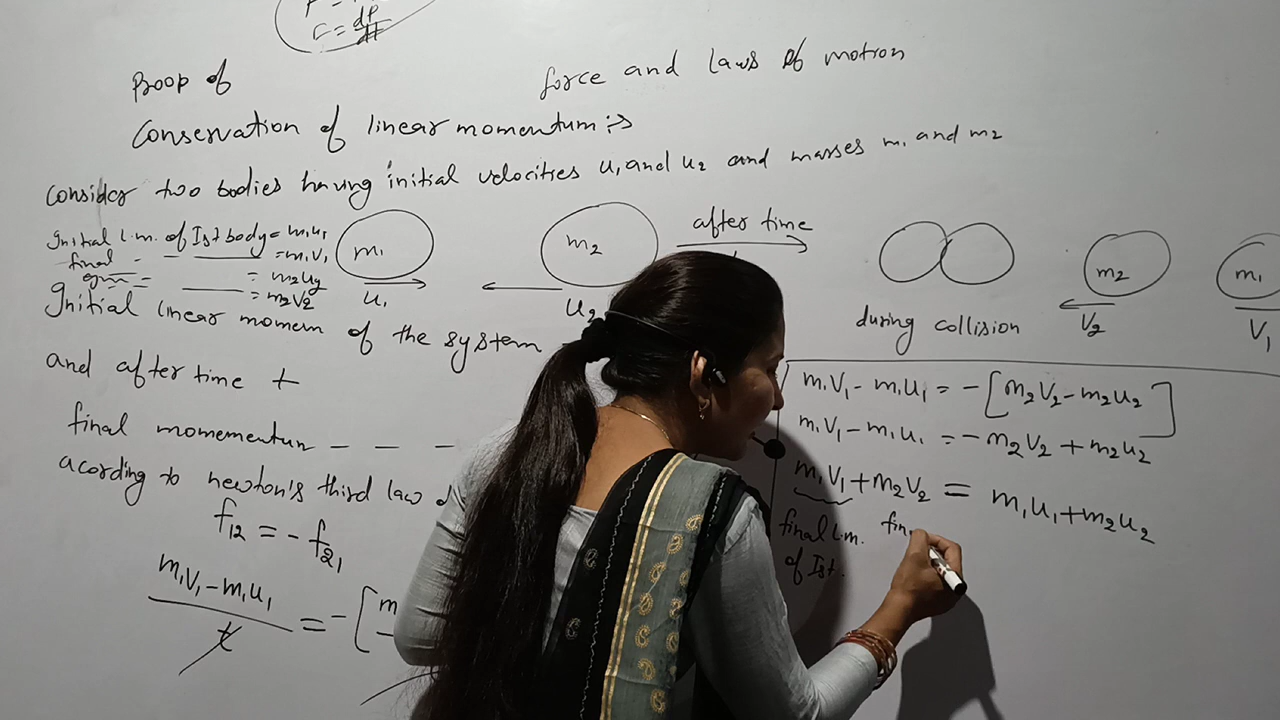 F = dP/dt
Proop of
force and laws of motion
Conservation of linear momentum:->
Consider two bodies having initial velocities u1 and u2 and masses m1 and m2
Initial l.m. of Ist body = m1u1
final = m1v1
= m2u2
= m2v2
m1
u1
m2
u2
after time
during collision
m2
v2
m1
v1
Initial linear momem of the system
and after time t
final momementum - - -
acording to newton's third law
f12 = - f21
m1v1 - m1u1 / t = - [ m
m1v1 - m1u1 = - [m2v2 - m2u2]
m1v1 - m1u1 = - m2v2 + m2u2
m1v1 + m2v2 = m1u1 + m2u2
final l.m. fin
of Ist.